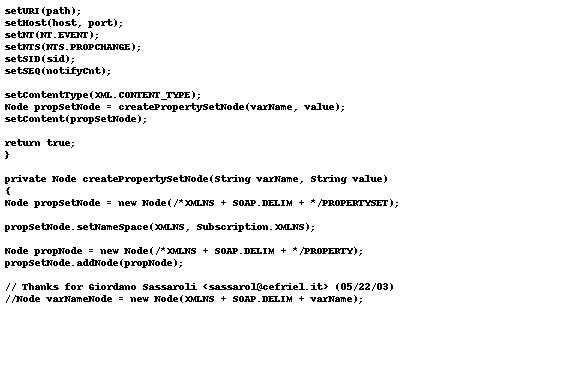 setURI(path);
setHost(host, port);
setNT(NT.EVENT);
setNTS(NTS.PROPCHANGE);
setSID(sid);
setSEQ(notifyCnt);
setContentType(XML.CONTENT_TYPE);
Node propSetNode = createPropertySetNode(varName, value);
setContent(propSetNode);
return true;
}
private Node createPropertySetNode(String varName, String value)
{
Node propSetNode = new Node(/*XMLNS + SOAP.DELIM + */PROPERTYSET);
propSetNode.setNameSpace(XMLNS, Subscription.XMLNS);
Node propNode = new Node(/*XMLNS + SOAP.DELIM + */PROPERTY);
propSetNode.addNode(propNode);
// Thanks for Giordano Sassaroli <sassarol@cefriel.it> (05/22/03)
//Node varNameNode = new Node(XMLNS + SOAP.DELIM + varName);